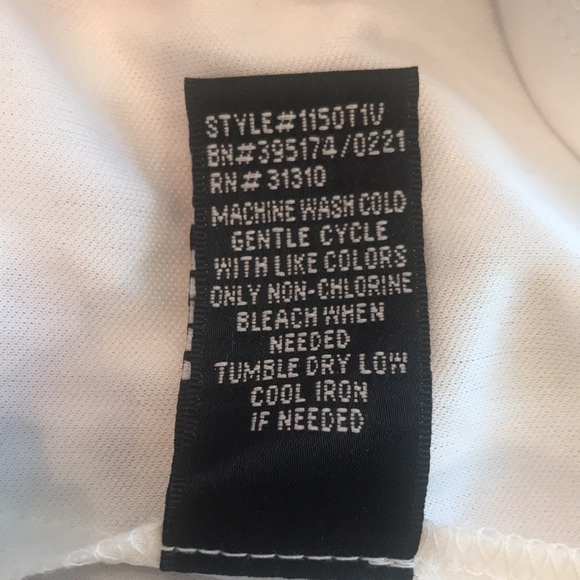 STYLE#1150T1V
BN#395174/0221
RN#31310
MACHINE WASH COLD
GENTLE CYCLE
WITH LIKE COLORS
ONLY NON-CHLORINE
BLEACH WHEN
NEEDED
TUMBLE DRY LOW
COOL IRON
IF NEEDED